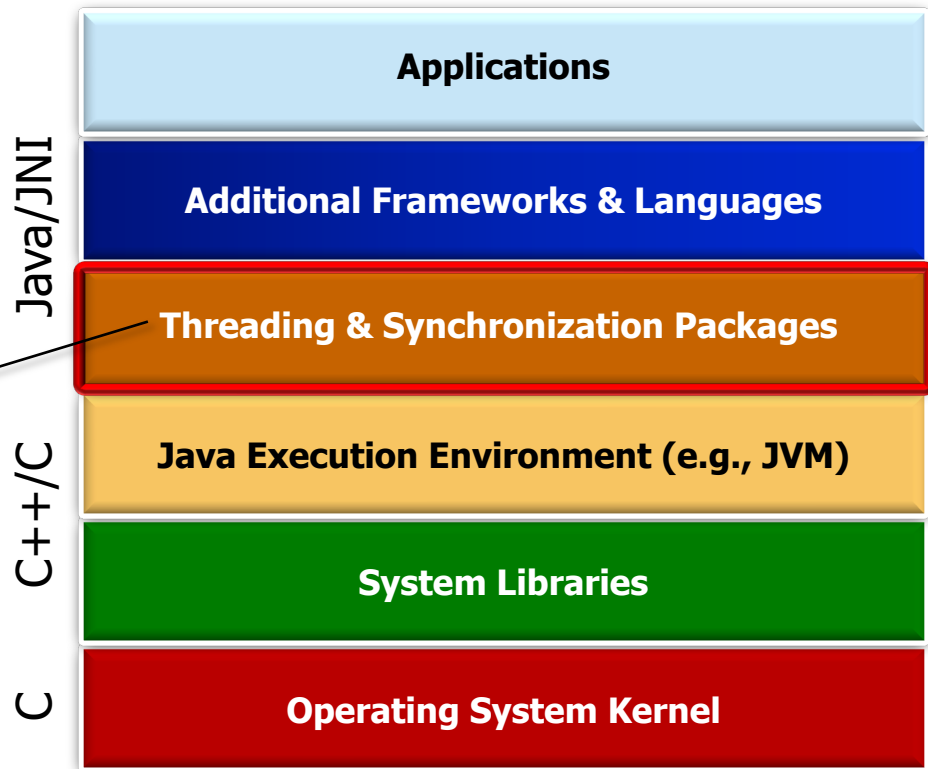 Applications
Java/JNI
Additional Frameworks & Languages
Threading & Synchronization Packages
C++/C
Java Execution Environment (e.g., JVM)
System Libraries
C
Operating System Kernel